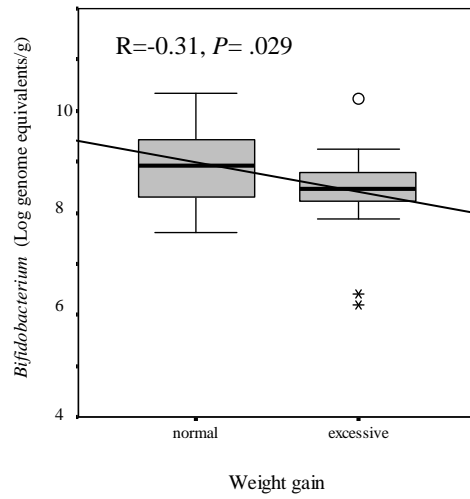 R=-0.31, P= .029
10
8
6
4
Bifidobacterium (Log genome equivalents/g)
normal excessive
Weight gain